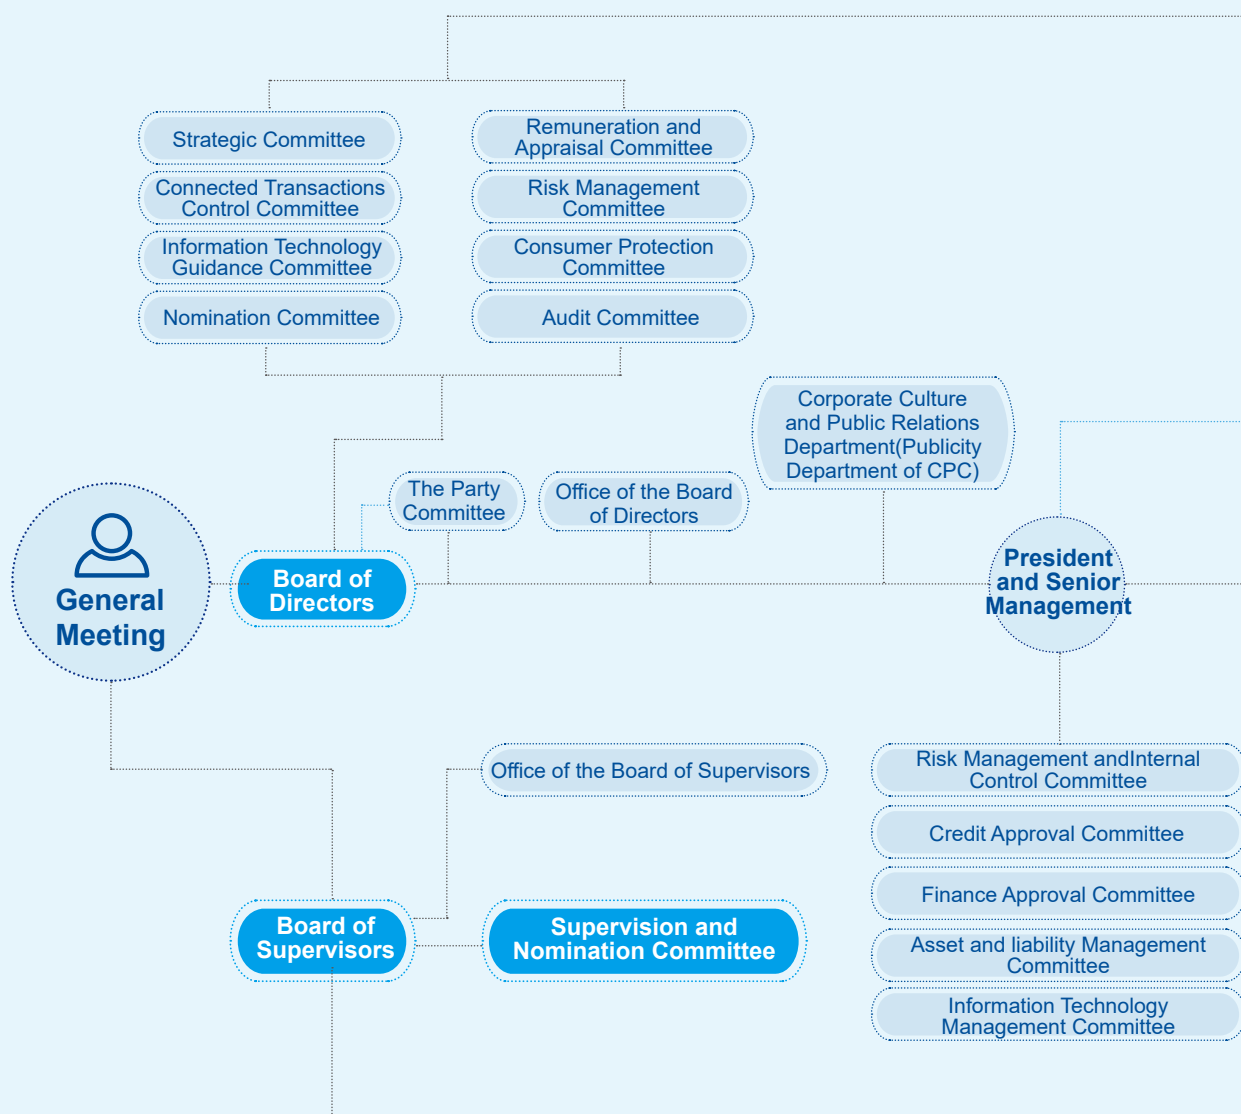 Strategic Committee
Connected Transactions
Control Committee
Information Technology
Guidance Committee
Nomination Committee
Remuneration and
Appraisal Committee
Risk Management
Committee
Consumer Protection
Committee
Audit Committee
Corporate Culture
and Public Relations
Department(Publicity
Department of CPC)
The Party
Committee
Office of the Board
of Directors
General
Meeting
Board of
Directors
President
and Senior
Management
Office of the Board of Supervisors
Board of
Supervisors
Supervision and
Nomination Committee
Risk Management andInternal
Control Committee
Credit Approval Committee
Finance Approval Committee
Asset and liability Management
Committee
Information Technology
Management Committee